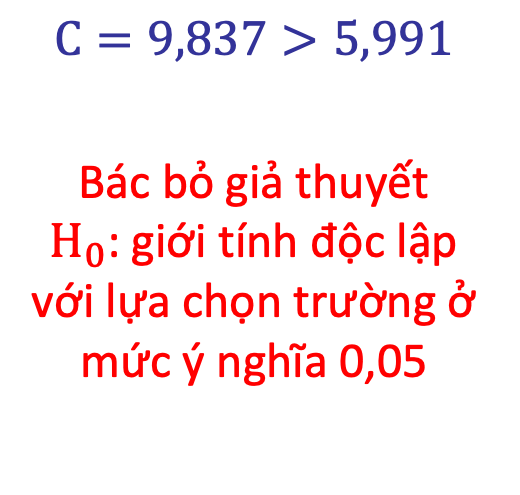 C = 9,837 > 5,991
Bác bỏ giả thuyết
H₀: giới tính độc lập
với lựa chọn trường ở
mức ý nghĩa 0,05